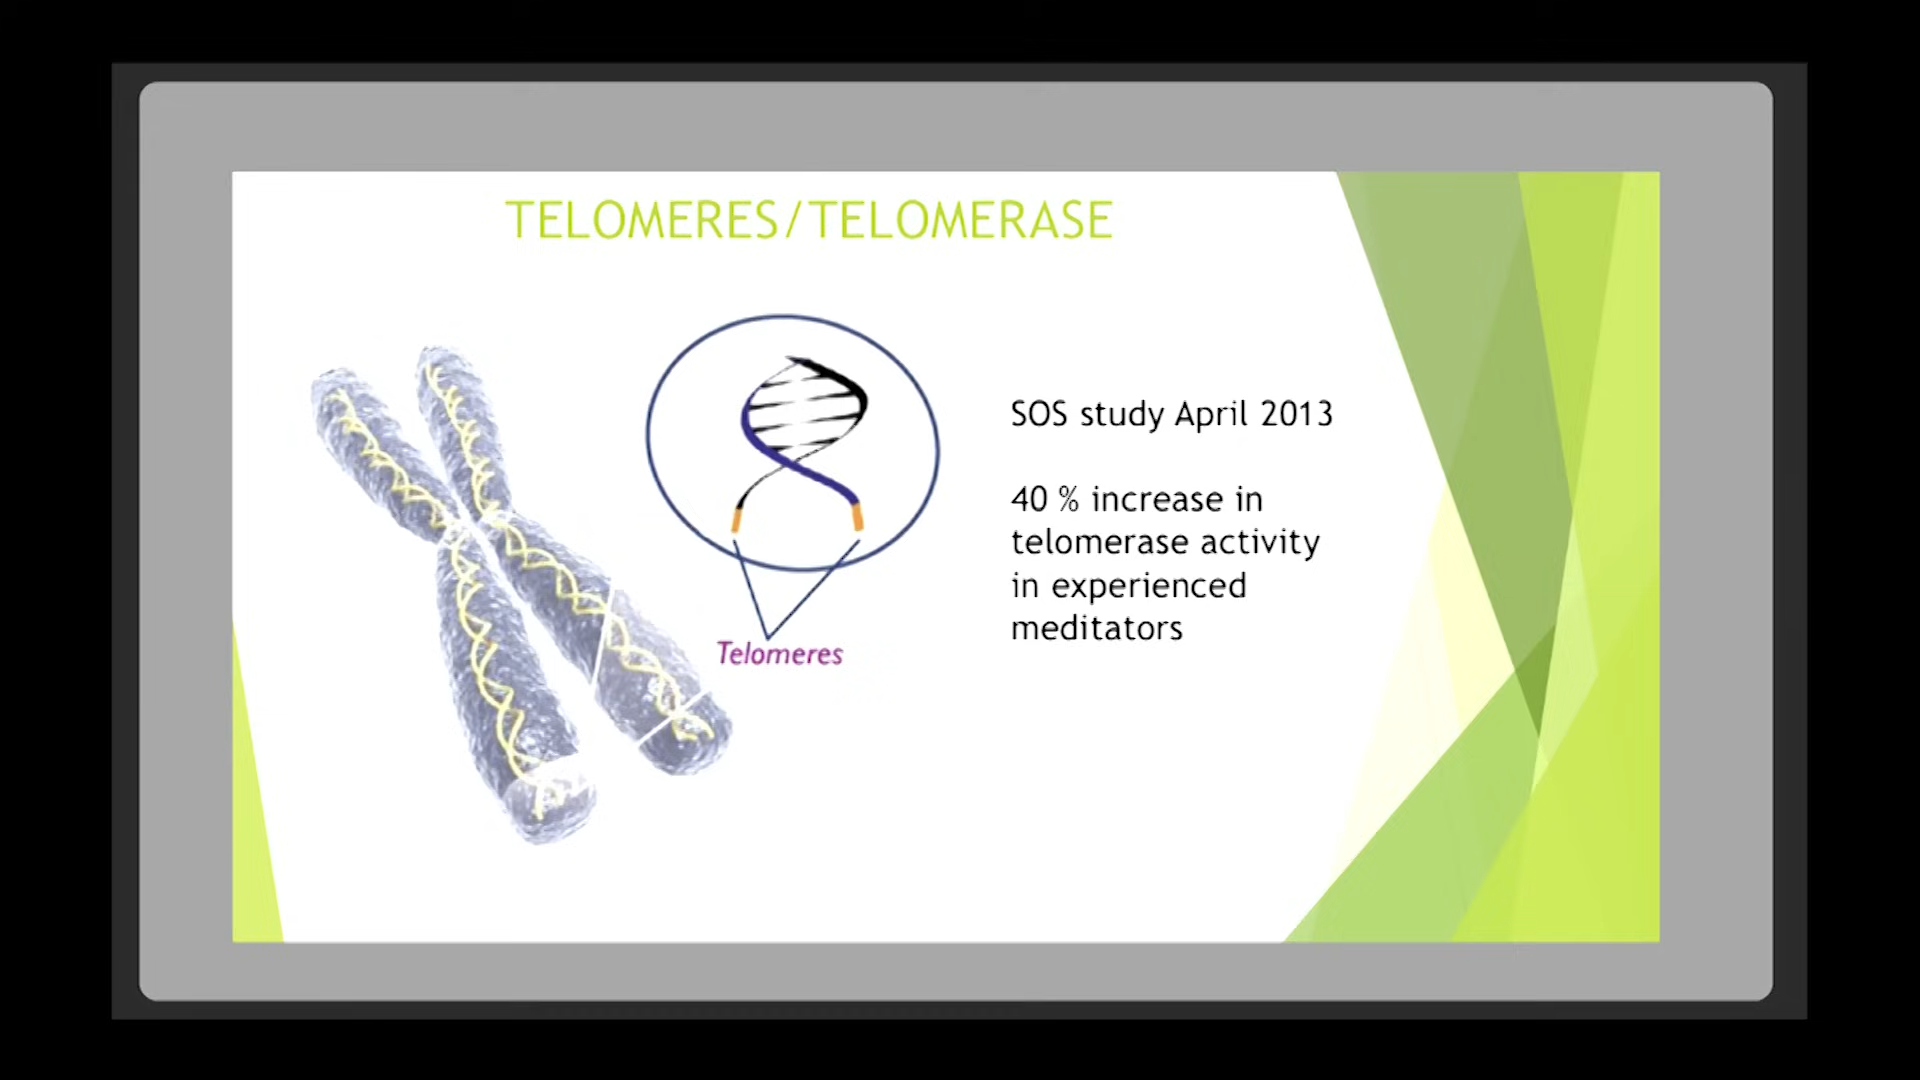 TELOMERES/TELOMERASE
SOS study April 2013
40 % increase in
telomerase activity
in experienced
meditators
Telomeres